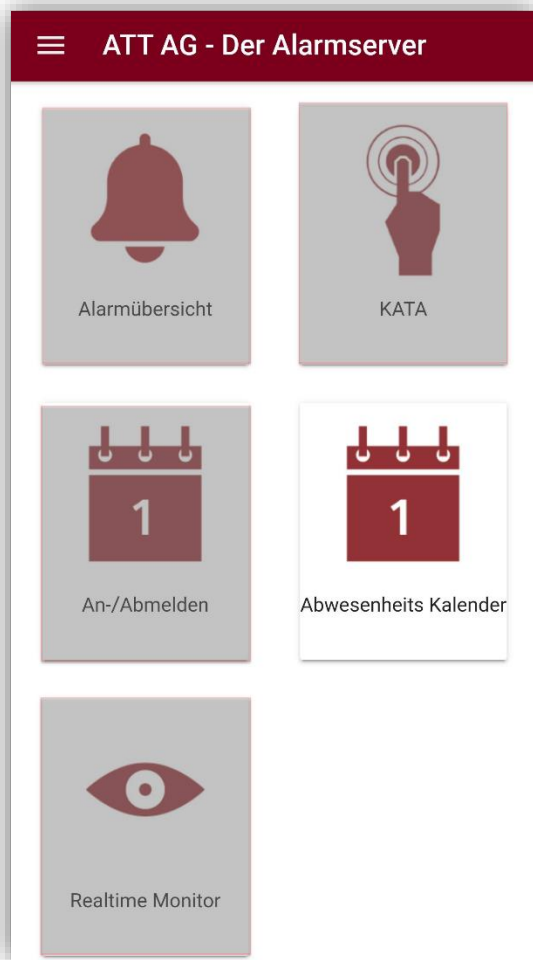 ATT AG - Der Alarmserver
Alarmübersicht
KATA
1
1
An-/Abmelden
Abwesenheits Kalender
Realtime Monitor